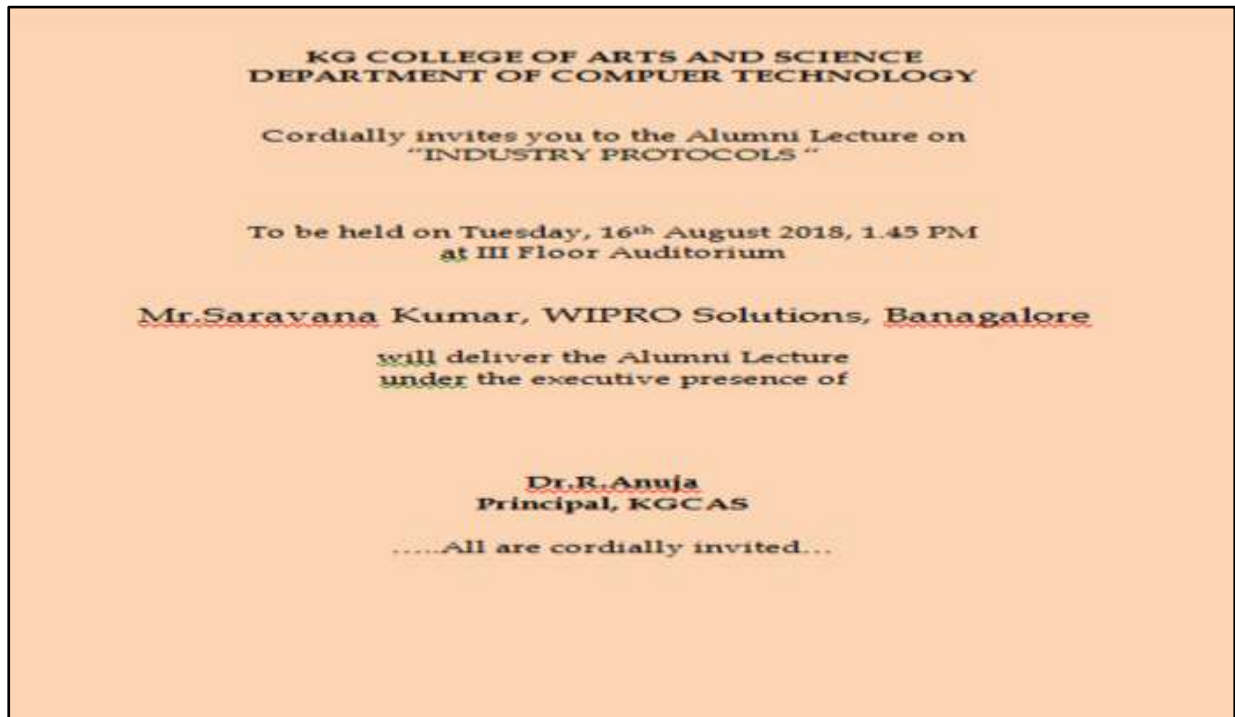 KG COLLEGE OF ARTS AND SCIENCE
DEPARTMENT OF COMPUER TECHNOLOGY
Cordially invites you to the Alumni Lecture on
“INDUSTRY PROTOCOLS “
To be held on Tuesday, 16th August 2018, 1.45 PM
at III Floor Auditorium
Mr.Saravana Kumar, WIPRO Solutions, Banagalore
will deliver the Alumni Lecture
under the executive presence of
Dr.R.Anuja
Principal, KGCAS
.....All are cordially invited...